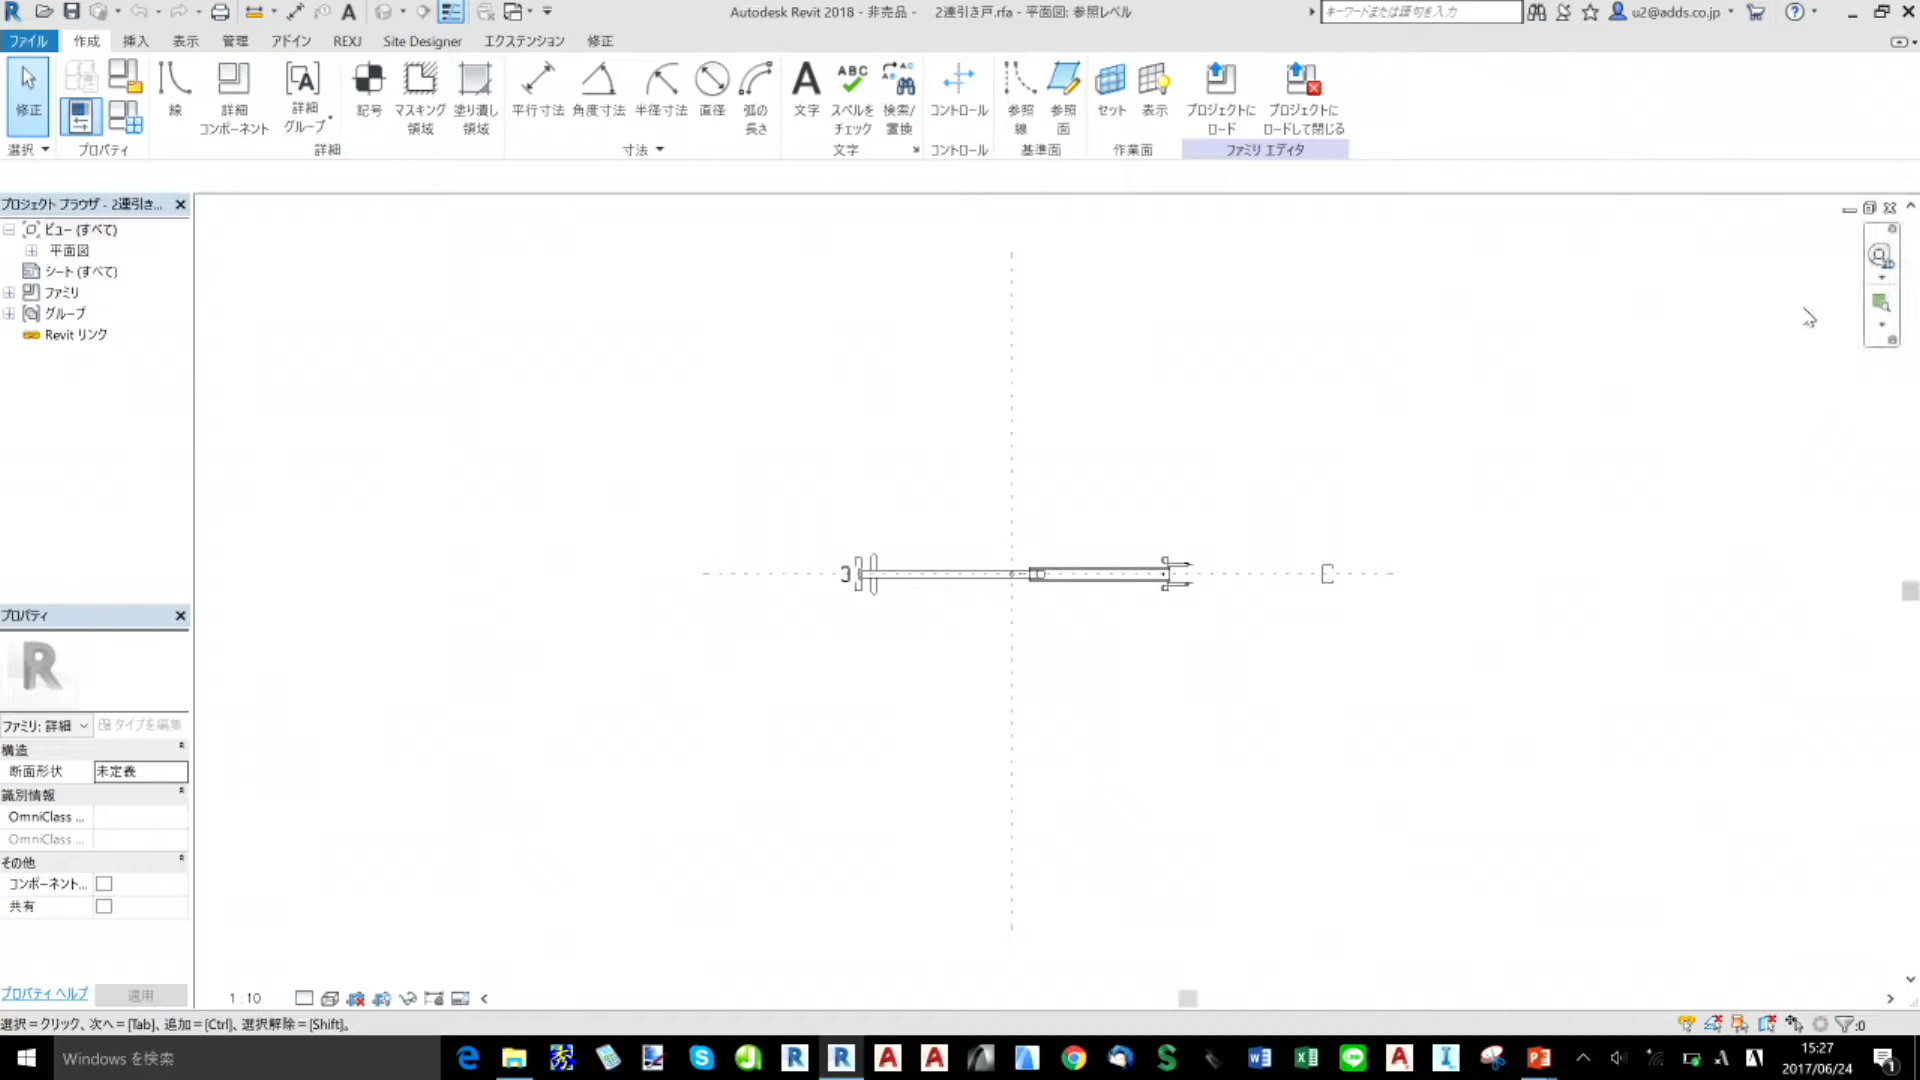 Autodesk Revit 2018 - 非売品 - 2連引き戸.rfa - 平面図: 参照レベル
キーワードまたは語句を入力
u2@adds.co.jp
ファイル 作成 挿入 表示 管理 アドイン REXJ Site Designer エクステンション 修正
修正
線
詳細
コンポーネント
詳細
グループ
記号
マスキング
領域
塗り潰し
領域
平行寸法
角度寸法
半径寸法
直径
弧の
長さ
文字
スペルを
チェック
検索/
置換
コントロール
参照
線
参照
面
セット
表示
プロジェクトに
ロード
プロジェクトに
ロードして閉じる
選択 プロパティ 詳細 寸法 文字 コントロール 基準面 作業面 ファミリ エディタ
プロジェクト ブラウザ - 2連引き...
ビュー (すべて)
平面図
シート (すべて)
ファミリ
グループ
Revit リンク
プロパティ
ファミリ: 詳細 タイプを編集
構造
断面形状 未定義
識別情報
OmniClass ...
OmniClass ...
その他
コンポーネント...
共有
プロパティ ヘルプ 適用
1 : 10
選択＝クリック、次へ＝[Tab]、追加＝[Ctrl]、選択解除＝[Shift]。
:0
Windows を検索
15:27
2017/06/24